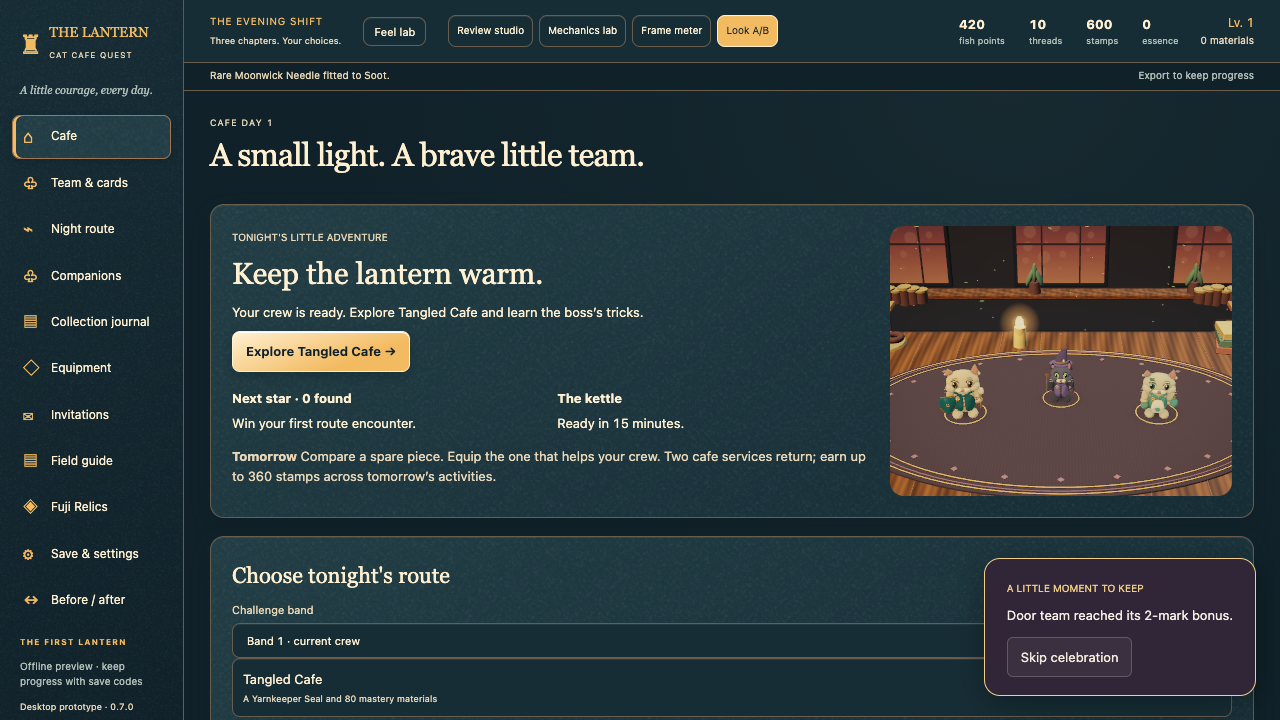 THE LANTERN
CAT CAFE QUEST
A little courage, every day.
Cafe
Team & cards
Night route
Companions
Collection journal
Equipment
Invitations
Field guide
Fuji Relics
Save & settings
Before / after
THE FIRST LANTERN
Offline preview · keep
progress with save codes
Desktop prototype · 0.7.0
THE EVENING SHIFT
Three chapters. Your choices.
Feel lab
Review studio
Mechanics lab
Frame meter
Look A/B
420
fish points
10
threads
600
stamps
0
essence
Lv. 1
0 materials
Rare Moonwick Needle fitted to Soot.
Export to keep progress
CAFE DAY 1
A small light. A brave little team.
TONIGHT'S LITTLE ADVENTURE
Keep the lantern warm.
Your crew is ready. Explore Tangled Cafe and learn the boss's tricks.
Explore Tangled Cafe →
Next star · 0 found
Win your first route encounter.
The kettle
Ready in 15 minutes.
Tomorrow Compare a spare piece. Equip the one that helps your crew. Two cafe services return; earn up
to 360 stamps across tomorrow's activities.
Choose tonight's route
Challenge band
Band 1 · current crew
Tangled Cafe
A Yarnkeeper Seal and 80 mastery materials
A LITTLE MOMENT TO KEEP
Door team reached its 2-mark bonus.
Skip celebration